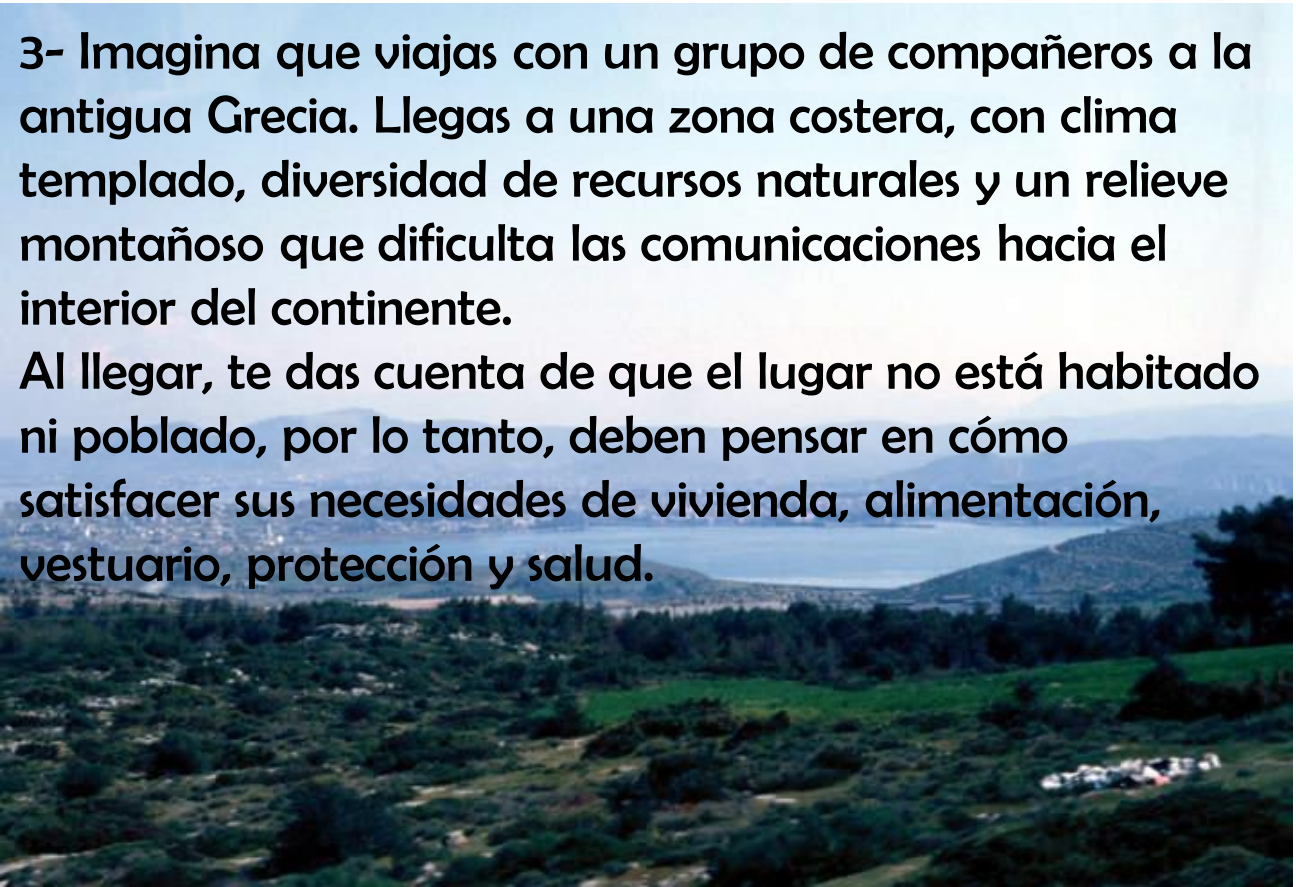 3- Imagina que viajas con un grupo de compañeros a la
antigua Grecia. Llegas a una zona costera, con clima
templado, diversidad de recursos naturales y un relieve
montañoso que dificulta las comunicaciones hacia el
interior del continente.
Al llegar, te das cuenta de que el lugar no está habitado
ni poblado, por lo tanto, deben pensar en cómo
satisfacer sus necesidades de vivienda, alimentación,
vestuario, protección y salud.